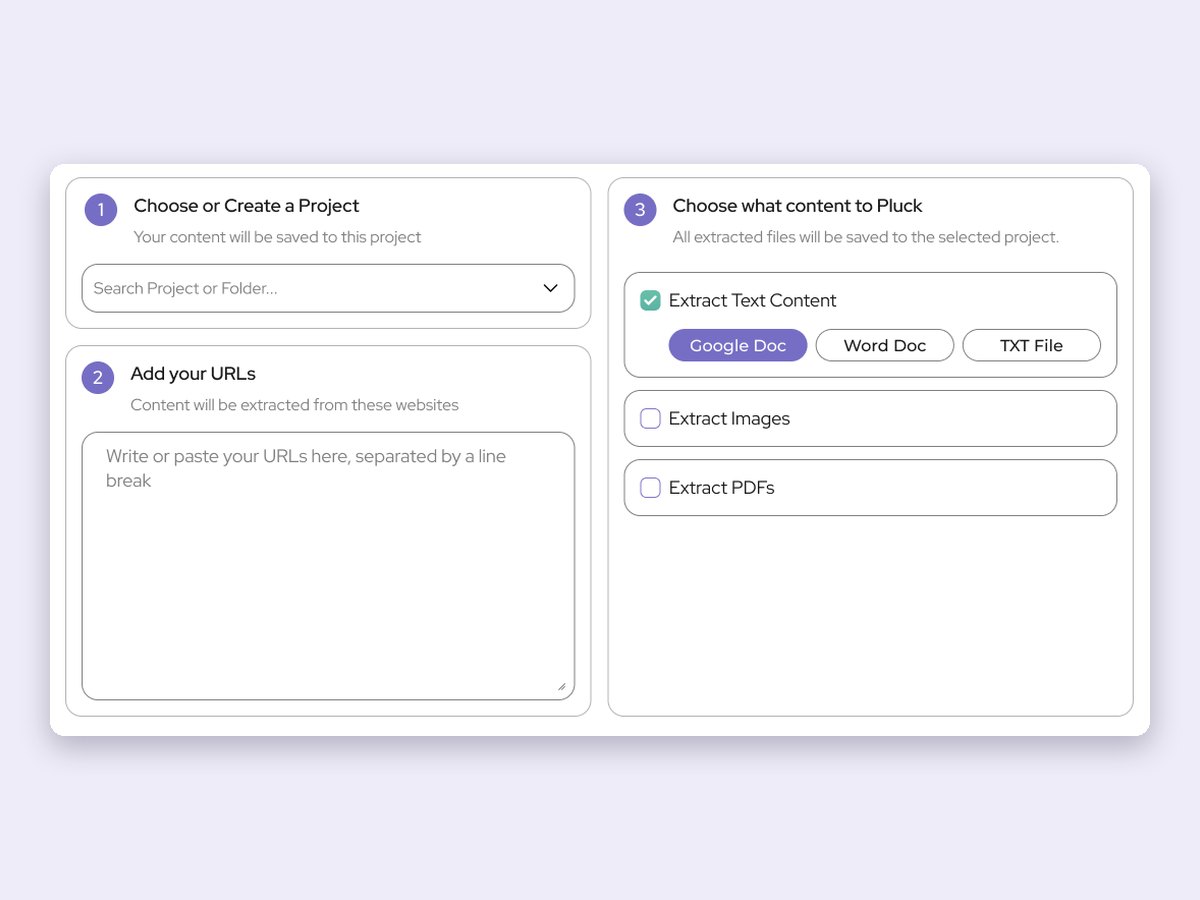 1
Choose or Create a Project
Your content will be saved to this project
Search Project or Folder...
2
Add your URLs
Content will be extracted from these websites
Write or paste your URLs here, separated by a line
break
3
Choose what content to Pluck
All extracted files will be saved to the selected project.
Extract Text Content
Google Doc Word Doc TXT File
Extract Images
Extract PDFs